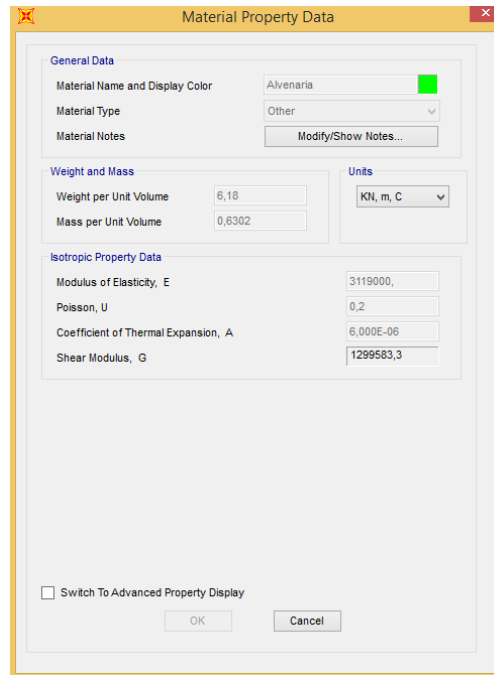 Material Property Data
General Data
Material Name and Display Color Alvenaria
Material Type Other
Material Notes Modify/Show Notes...
Weight and Mass Units
Weight per Unit Volume 6,18 KN, m, C
Mass per Unit Volume 0,6302
Isotropic Property Data
Modulus of Elasticity, E 3119000,
Poisson, U 0,2
Coefficient of Thermal Expansion, A 6,000E-06
Shear Modulus, G 1299583,3
Switch To Advanced Property Display
OK Cancel